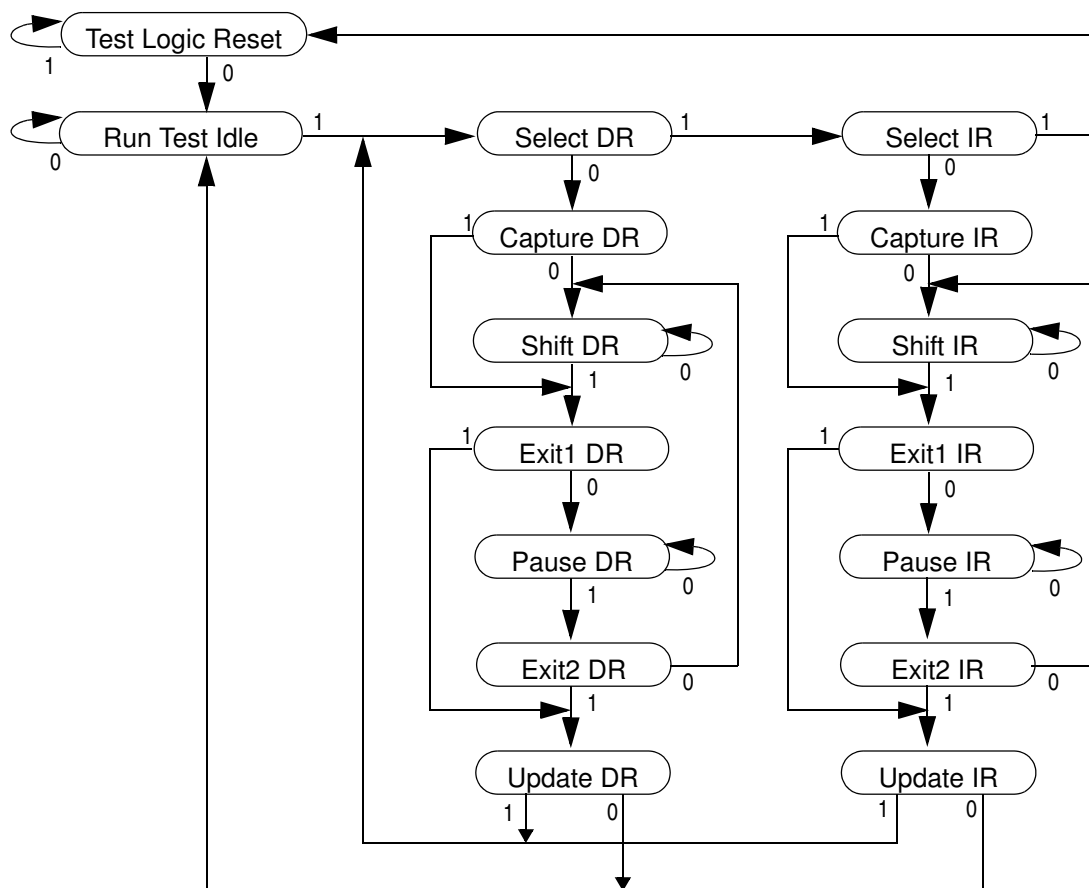 Test Logic Reset
1
0
Run Test Idle
1
0
Select DR
1
0
Select IR
1
0
Capture DR
1
0
Capture IR
1
0
Shift DR
0
1
Shift IR
0
1
Exit1 DR
1
0
Exit1 IR
1
0
Pause DR
0
1
Pause IR
0
1
Exit2 DR
0
1
Exit2 IR
0
1
Update DR
1
0
Update IR
1
0